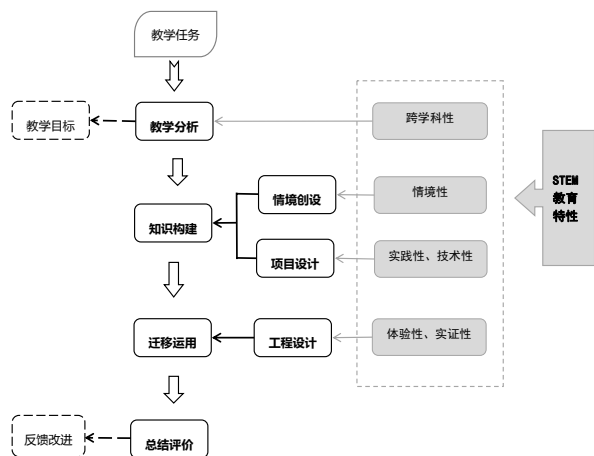 教学任务
教学目标
教学分析
跨学科性
STEM
教育
特性
情境创设
情境性
知识构建
项目设计
实践性、技术性
迁移运用
工程设计
体验性、实证性
反馈改进
总结评价